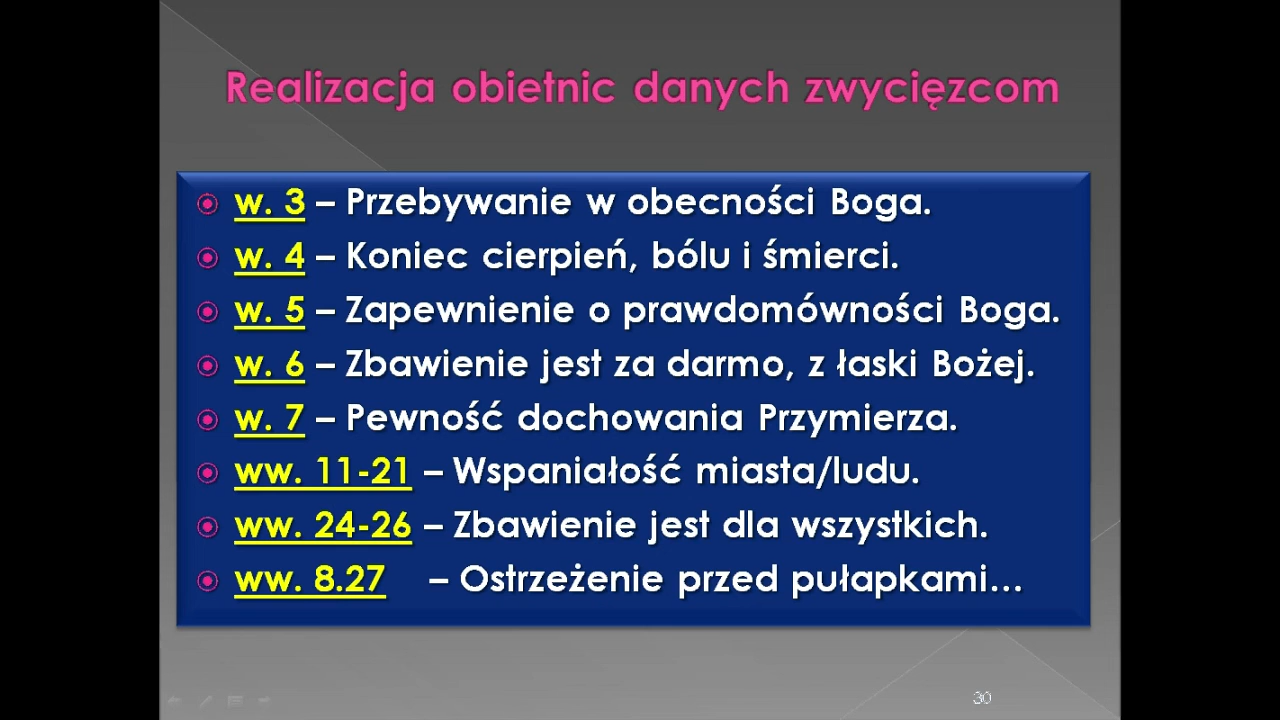 Realizacja obietnic danych zwycięzcom
w. 3 – Przebywanie w obecności Boga.
w. 4 – Koniec cierpień, bólu i śmierci.
w. 5 – Zapewnienie o prawdomówności Boga.
w. 6 – Zbawienie jest za darmo, z łaski Bożej.
w. 7 – Pewność dochowania Przymierza.
ww. 11-21 – Wspaniałość miasta/ludu.
ww. 24-26 – Zbawienie jest dla wszystkich.
ww. 8.27 – Ostrzeżenie przed pułapkami...
30